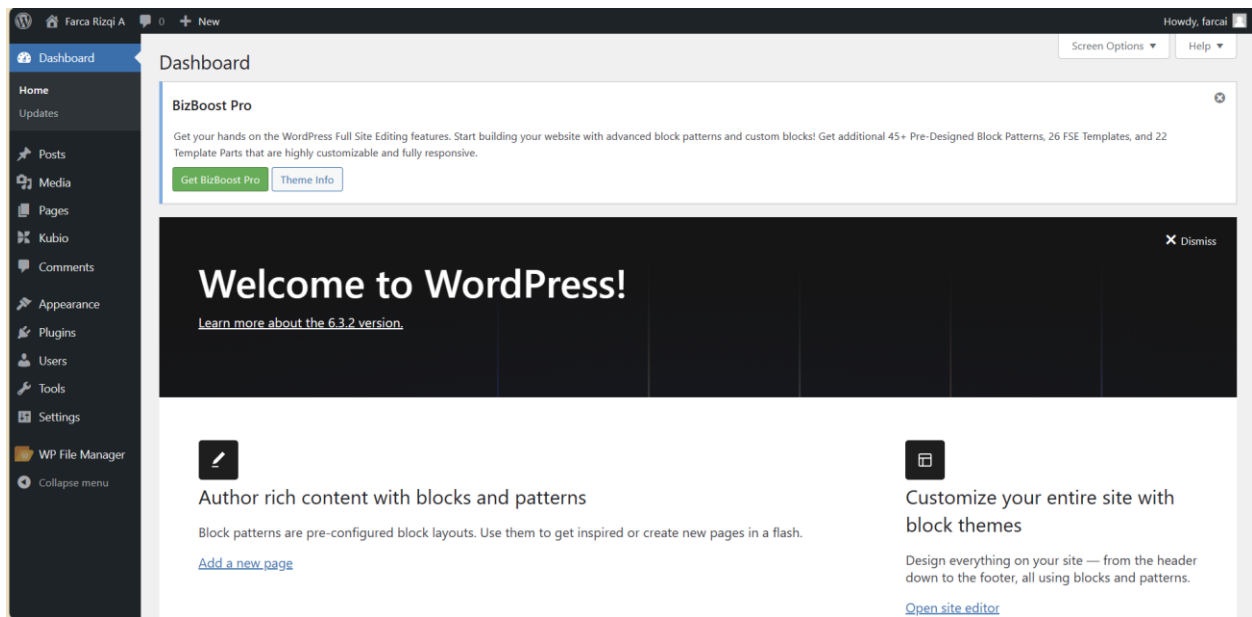 Farca Rizqi A 0 New Howdy, farcai
Screen Options ▼ Help ▼
Dashboard
Home
Updates
Posts
Media
Pages
Kubio
Comments
Appearance
Plugins
Users
Tools
Settings
WP File Manager
Collapse menu
Dashboard
BizBoost Pro
Get your hands on the WordPress Full Site Editing features. Start building your website with advanced block patterns and custom blocks! Get additional 45+ Pre-Designed Block Patterns, 26 FSE Templates, and 22
Template Parts that are highly customizable and fully responsive.
Get BizBoost Pro Theme Info
Dismiss
Welcome to WordPress!
Learn more about the 6.3.2 version.
Author rich content with blocks and patterns
Block patterns are pre-configured block layouts. Use them to get inspired or create new pages in a flash.
Add a new page
Customize your entire site with
block themes
Design everything on your site — from the header
down to the footer, all using blocks and patterns.
Open site editor